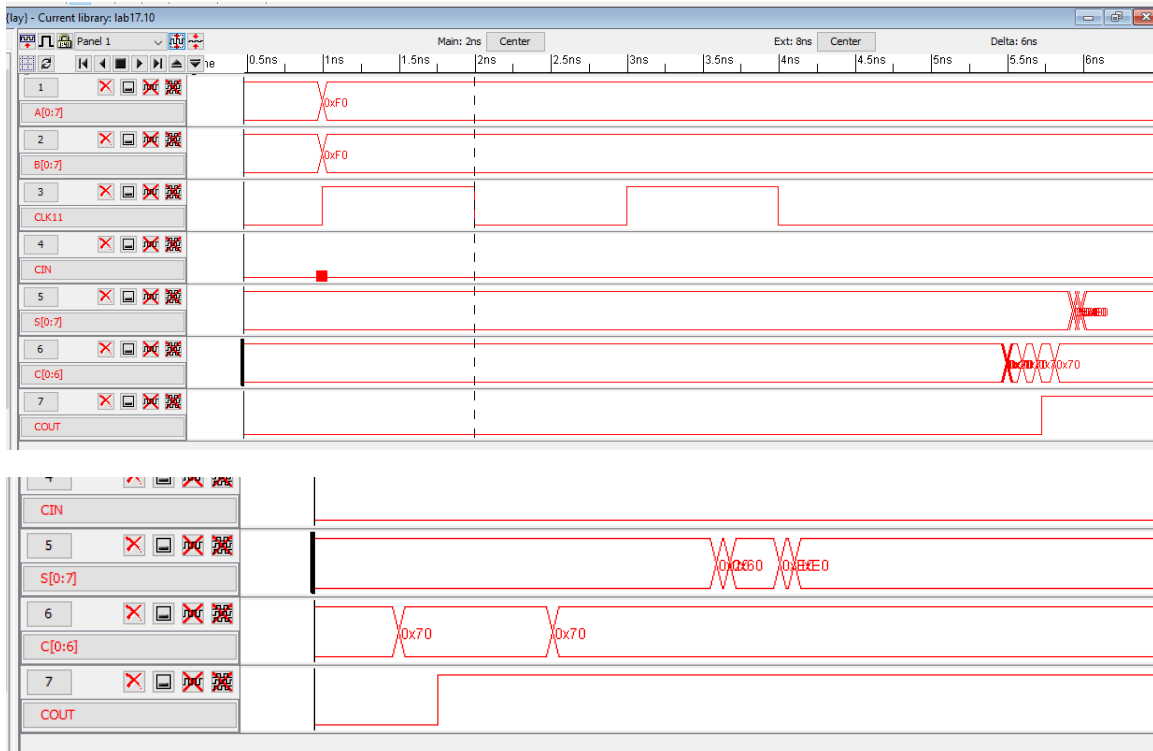 {lay} - Current library: lab17.10
Panel 1 Main: 2ns Center Ext: 8ns Center Delta: 6ns
0.5ns 1ns 1.5ns 2ns 2.5ns 3ns 3.5ns 4ns 4.5ns 5ns 5.5ns 6ns
1
0xF0
A[0:7]
2
0xF0
B[0:7]
3
CLK11
4
CIN
5
S[0:7]
6
0x70
C[0:6]
7
COUT
CIN
5
S[0:7]
6
0x70 0x70
C[0:6]
7
COUT